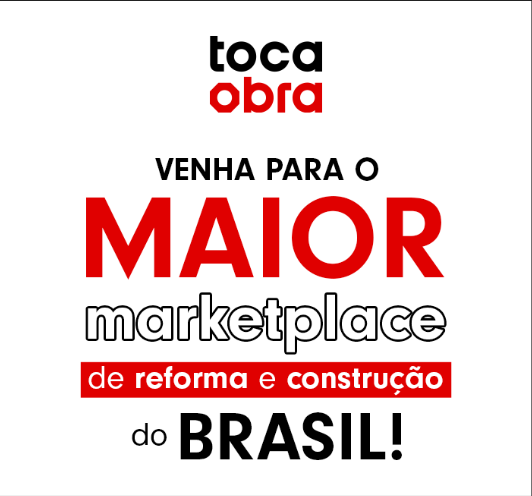 toca
obra
VENHA PARA O
MAIOR
marketplace
de reforma e construção
do BRASIL!